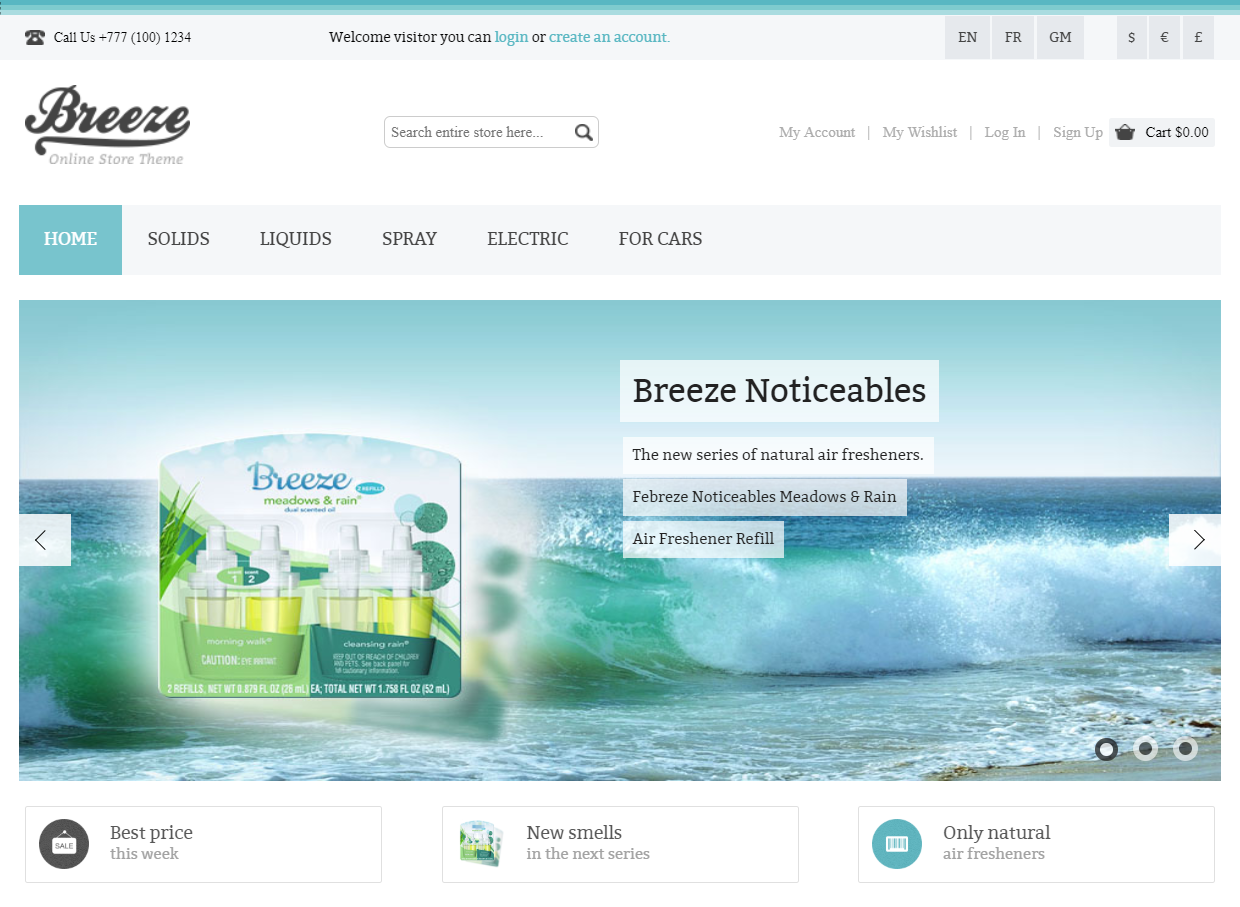 Call Us +777 (100) 1234
Welcome visitor you can login or create an account.
EN FR GM $ € £
Breeze
Online Store Theme
Search entire store here...
My Account | My Wishlist | Log In | Sign Up
Cart $0.00
HOME SOLIDS LIQUIDS SPRAY ELECTRIC FOR CARS
Breeze Noticeables
The new series of natural air fresheners.
Febreze Noticeables Meadows & Rain
Air Freshener Refill
Breeze
2 REFILLS
meadows & rain®
dual scented oil
1 2
morning walk®
cleansing rain®
CAUTION: EYE IRRITANT
KEEP OUT OF REACH OF CHILDREN
AND PETS. See back panel for
cautionary information.
2 REFILLS, NET WT 0.879 FL OZ (26 mL) EA; TOTAL NET WT 1.758 FL OZ (52 mL)
SALE
Best price
this week
New smells
in the next series
Only natural
air fresheners